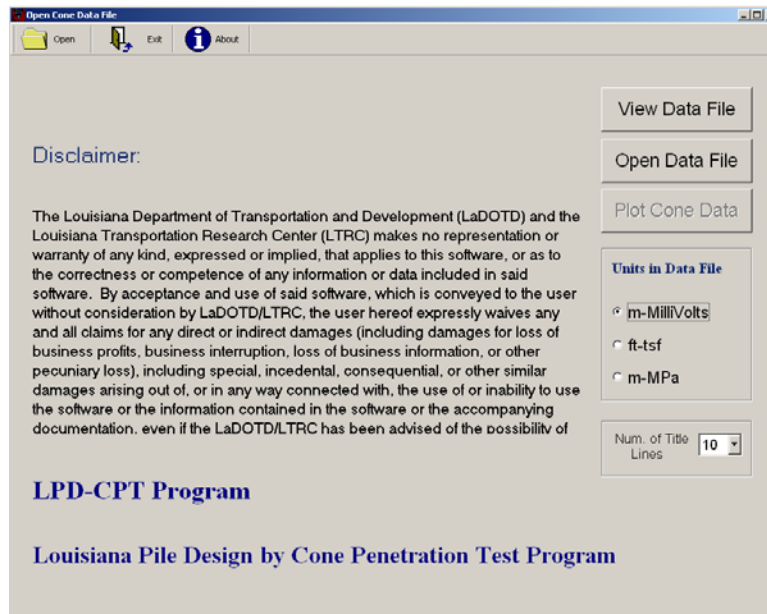 Open Cone Data File
Open
Exit
About
View Data File
Disclaimer:
Open Data File
Plot Cone Data
The Louisiana Department of Transportation and Development (LaDOTD) and the
Louisiana Transportation Research Center (LTRC) makes no representation or
warranty of any kind, expressed or implied, that applies to this software, or as to
the correctness or competence of any information or data included in said
software. By acceptance and use of said software, which is conveyed to the user
without consideration by LaDOTD/LTRC, the user hereof expressly waives any
and all claims for any direct or indirect damages (including damages for loss of
business profits, business interruption, loss of business information, or other
pecuniary loss), including special, incedental, consequential, or other similar
damages arising out of, or in any way connected with, the use of or inability to use
the software or the information contained in the software or the accompanying
documentation, even if the LaDOTD/LTRC has been advised of the possibility of
Units in Data File
m-MilliVolts
ft-tsf
m-MPa
Num. of Title
Lines
10
LPD-CPT Program
Louisiana Pile Design by Cone Penetration Test Program